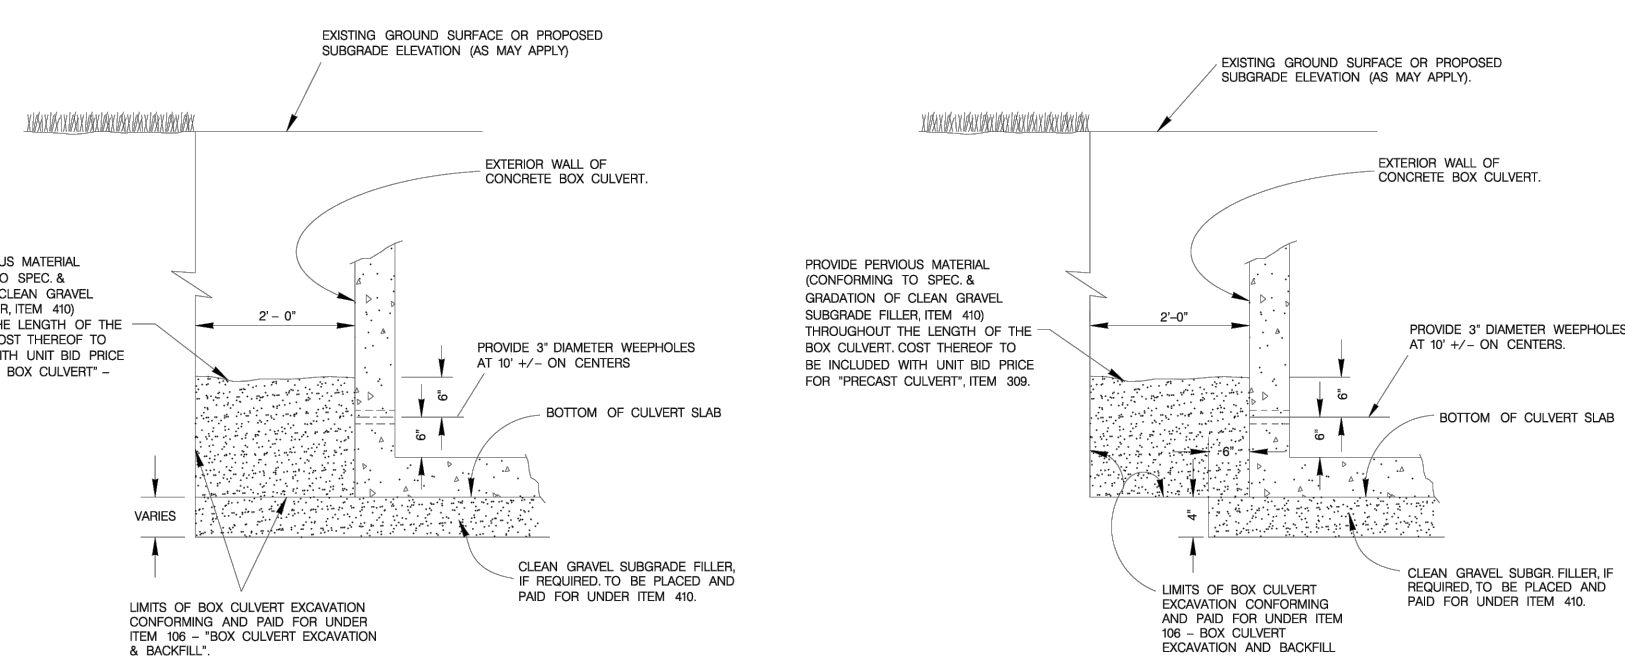 EXISTING GROUND SURFACE OR PROPOSED
SUBGRADE ELEVATION (AS MAY APPLY)
EXTERIOR WALL OF
CONCRETE BOX CULVERT.
US MATERIAL
O SPEC. &
CLEAN GRAVEL
R, ITEM 410)
HE LENGTH OF THE
OST THEREOF TO
ITH UNIT BID PRICE
BOX CULVERT" –
2' – 0"
PROVIDE 3" DIAMETER WEEPHOLES
AT 10' +/– ON CENTERS
6"
6"
BOTTOM OF CULVERT SLAB
VARIES
CLEAN GRAVEL SUBGRADE FILLER,
IF REQUIRED. TO BE PLACED AND
PAID FOR UNDER ITEM 410.
LIMITS OF BOX CULVERT EXCAVATION
CONFORMING AND PAID FOR UNDER
ITEM 106 – "BOX CULVERT EXCAVATION
& BACKFILL".
EXISTING GROUND SURFACE OR PROPOSED
SUBGRADE ELEVATION (AS MAY APPLY).
EXTERIOR WALL OF
CONCRETE BOX CULVERT.
PROVIDE PERVIOUS MATERIAL
(CONFORMING TO SPEC. &
GRADATION OF CLEAN GRAVEL
SUBGRADE FILLER, ITEM 410)
THROUGHOUT THE LENGTH OF THE
BOX CULVERT. COST THEREOF TO
BE INCLUDED WITH UNIT BID PRICE
FOR "PRECAST CULVERT", ITEM 309.
2'-0"
PROVIDE 3" DIAMETER WEEPHOLES
AT 10' +/– ON CENTERS.
6"
6"
6"
BOTTOM OF CULVERT SLAB
4"
CLEAN GRAVEL SUBGR. FILLER, IF
REQUIRED, TO BE PLACED AND
PAID FOR UNDER ITEM 410.
LIMITS OF BOX CULVERT
EXCAVATION CONFORMING
AND PAID FOR UNDER ITEM
106 – BOX CULVERT
EXCAVATION AND BACKFILL